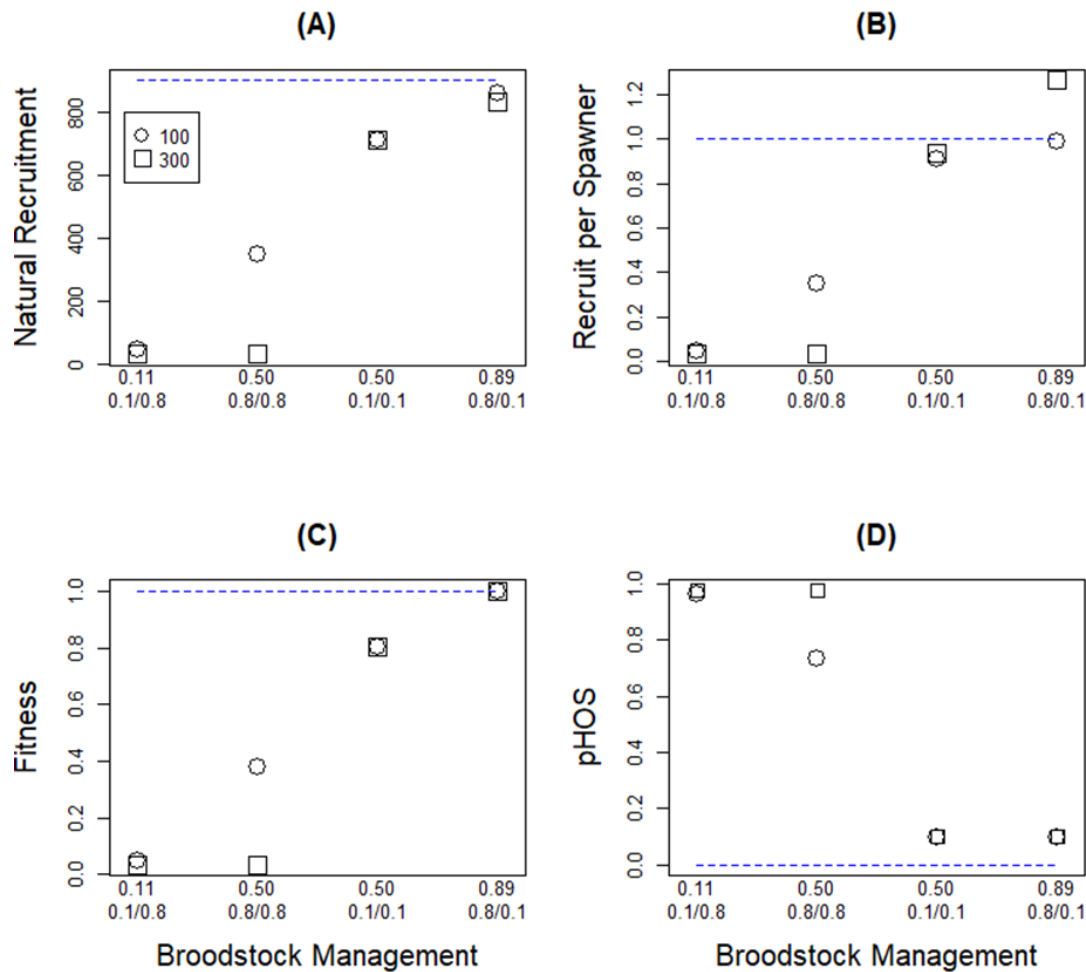 (A)
Natural Recruitment
800
600
400
200
0
100
300
0.11 0.50 0.50 0.89
0.1/0.8 0.8/0.8 0.1/0.1 0.8/0.1
(B)
Recruit per Spawner
1.2
1.0
0.8
0.6
0.4
0.2
0.0
0.11 0.50 0.50 0.89
0.1/0.8 0.8/0.8 0.1/0.1 0.8/0.1
(C)
Fitness
1.0
0.8
0.6
0.4
0.2
0.0
0.11 0.50 0.50 0.89
0.1/0.8 0.8/0.8 0.1/0.1 0.8/0.1
Broodstock Management
(D)
pHOS
1.0
0.8
0.6
0.4
0.2
0.0
0.11 0.50 0.50 0.89
0.1/0.8 0.8/0.8 0.1/0.1 0.8/0.1
Broodstock Management